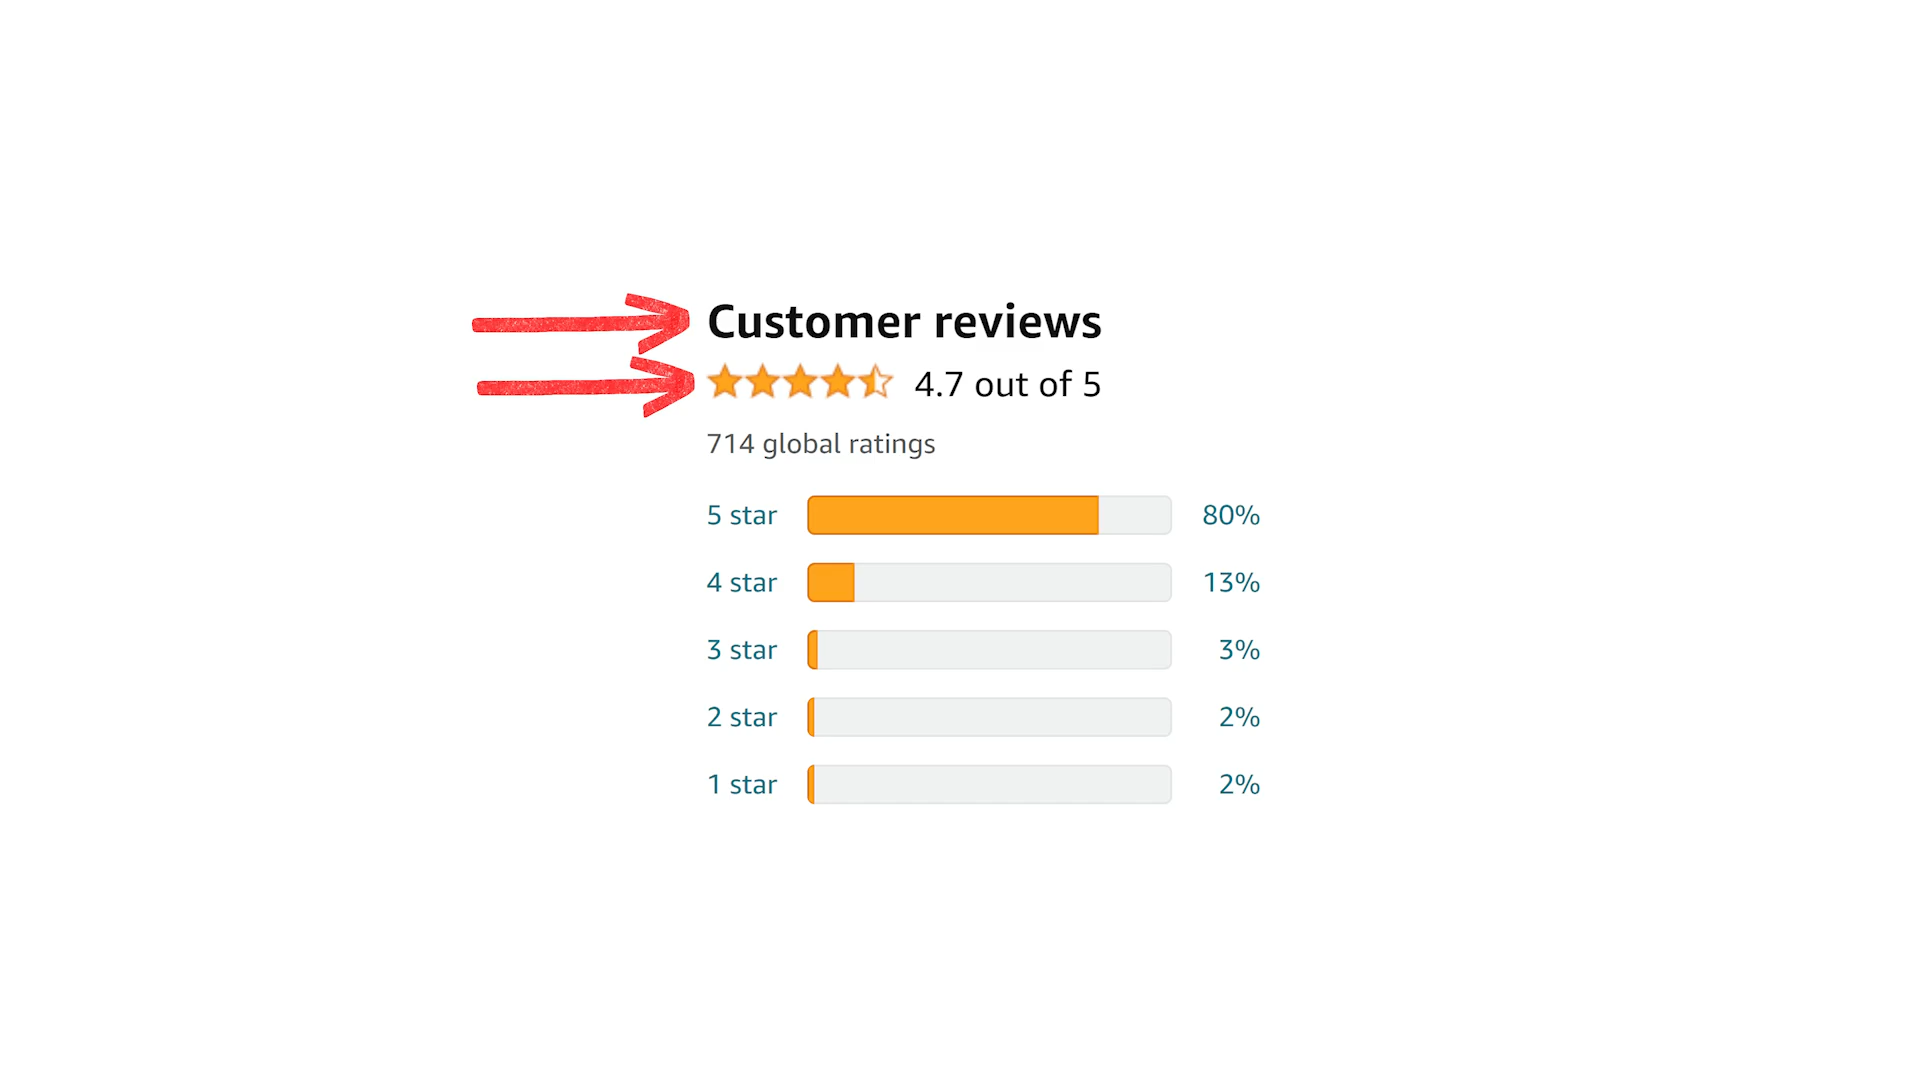 Customer reviews
4.7 out of 5
714 global ratings
5 star 80%
4 star 13%
3 star 3%
2 star 2%
1 star 2%